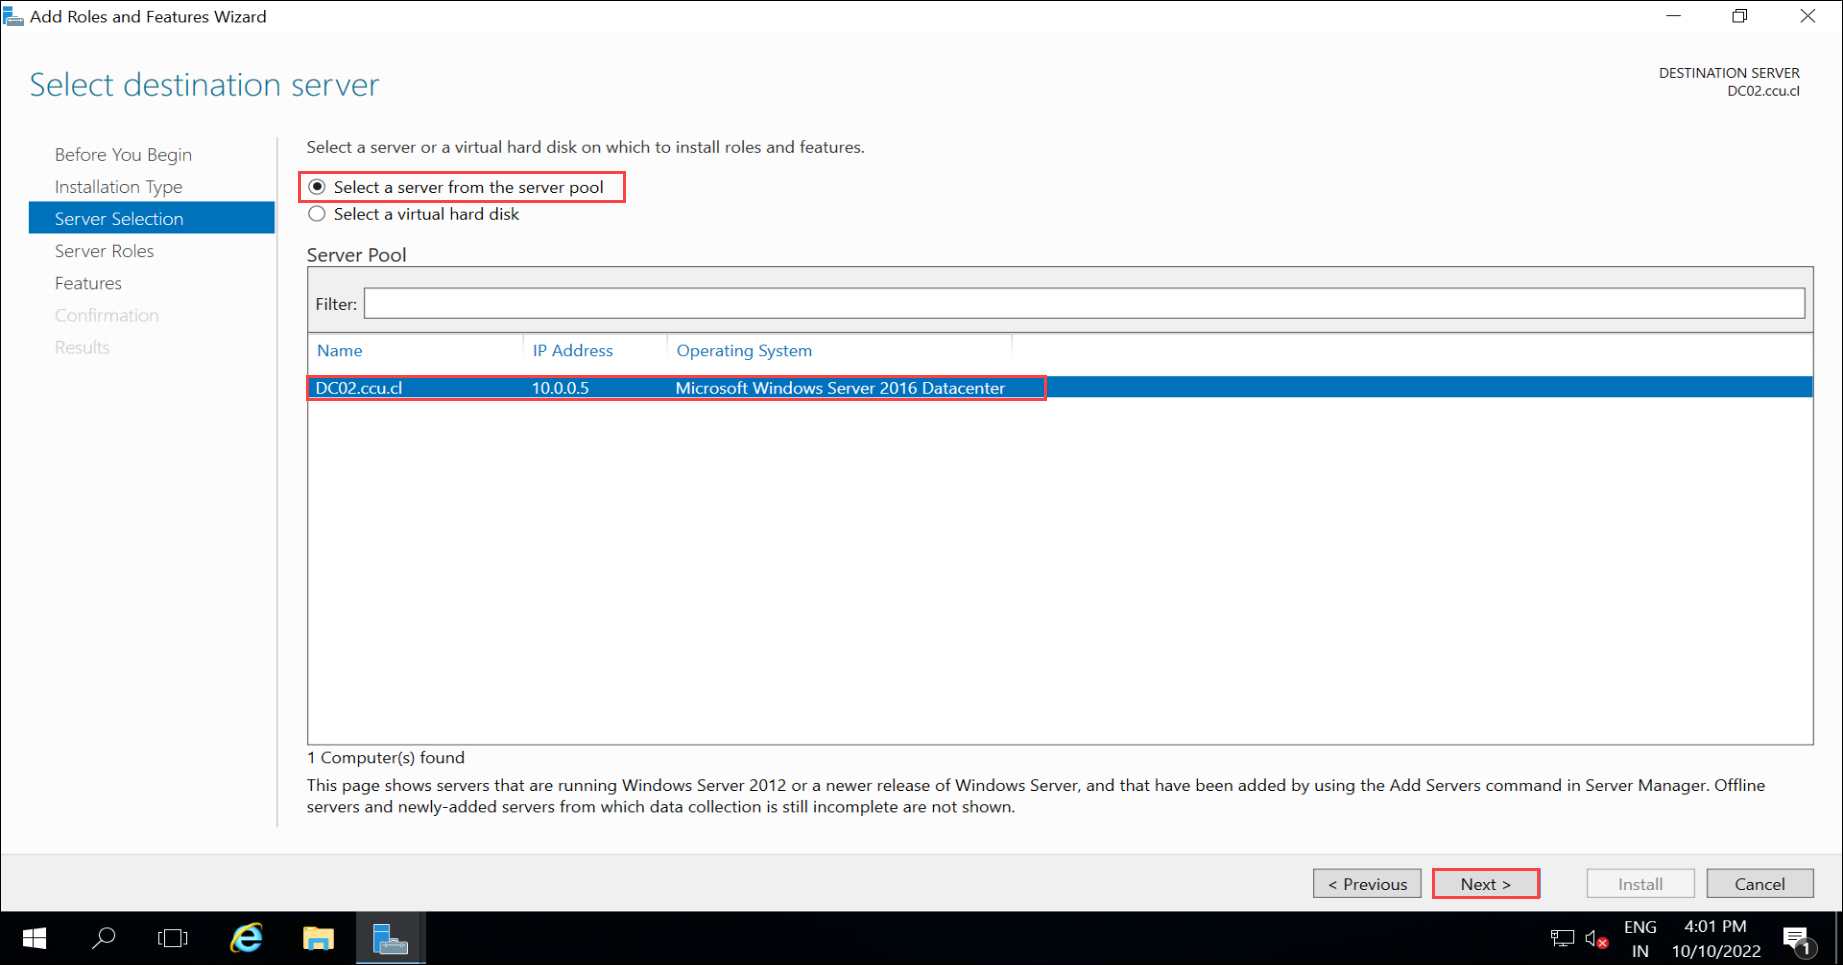 Add Roles and Features Wizard
Select destination server
DESTINATION SERVER
DC02.ccu.cl
Before You Begin
Installation Type
Server Selection
Server Roles
Features
Confirmation
Results
Select a server or a virtual hard disk on which to install roles and features.
Select a server from the server pool
Select a virtual hard disk
Server Pool
Filter:
Name IP Address Operating System
DC02.ccu.cl 10.0.0.5 Microsoft Windows Server 2016 Datacenter
1 Computer(s) found
This page shows servers that are running Windows Server 2012 or a newer release of Windows Server, and that have been added by using the Add Servers command in Server Manager. Offline
servers and newly-added servers from which data collection is still incomplete are not shown.
< Previous Next > Install Cancel
ENG 4:01 PM
IN 10/10/2022 1